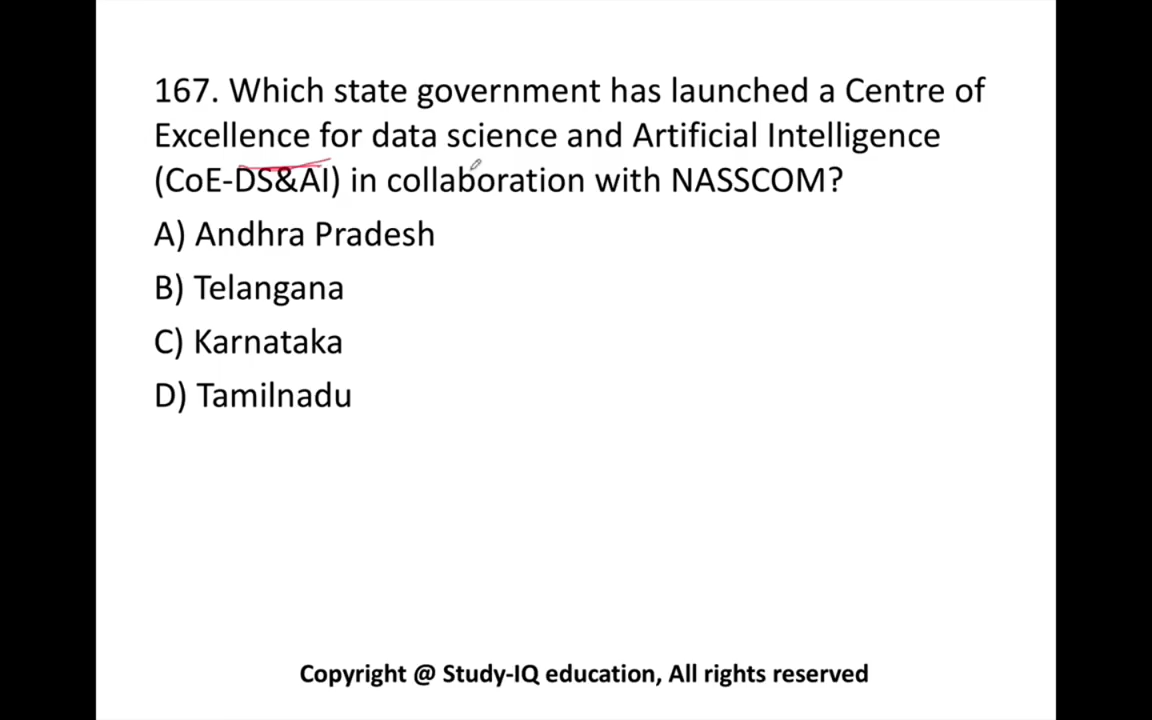 167. Which state government has launched a Centre of
Excellence for data science and Artificial Intelligence
(CoE-DS&AI) in collaboration with NASSCOM?
A) Andhra Pradesh
B) Telangana
C) Karnataka
D) Tamilnadu
Copyright @ Study-IQ education, All rights reserved